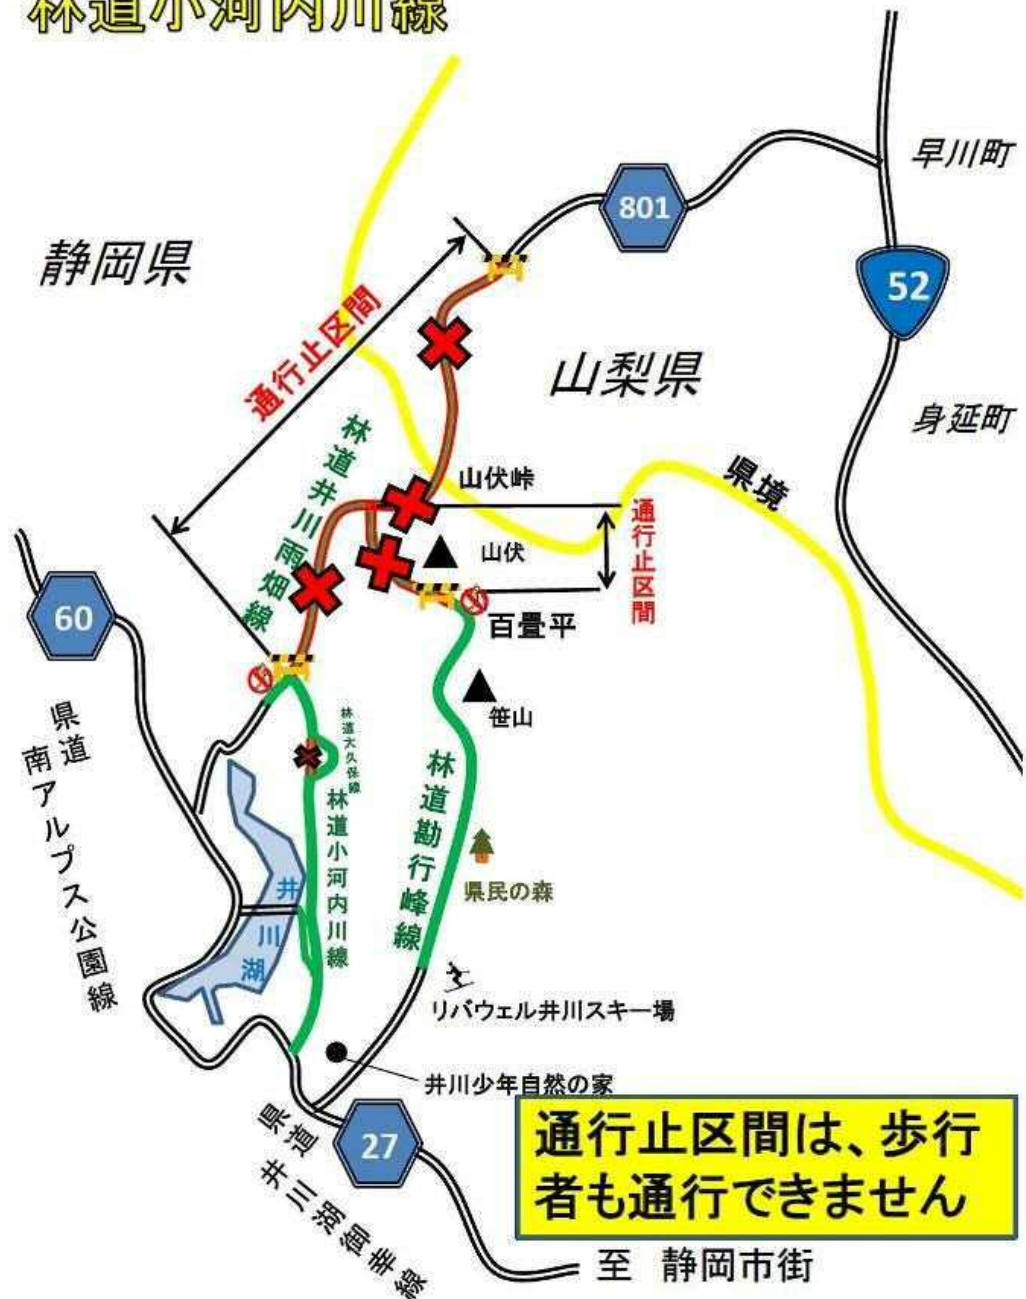 林道小河内川線
早川町
801
静岡県
52
通行止区間
山梨県
身延町
林道井川雨畑線
山伏峠
県境
山伏
通行止区間
60
百畳平
笹山
県道
南アルプス公園線
林道大久保線
林道小河内川線
林道勘行峰線
県民の森
井川湖
リバウェル井川スキー場
井川少年自然の家
県道
井川湖御幸線
27
通行止区間は、歩行
者も通行できません
至 静岡市街